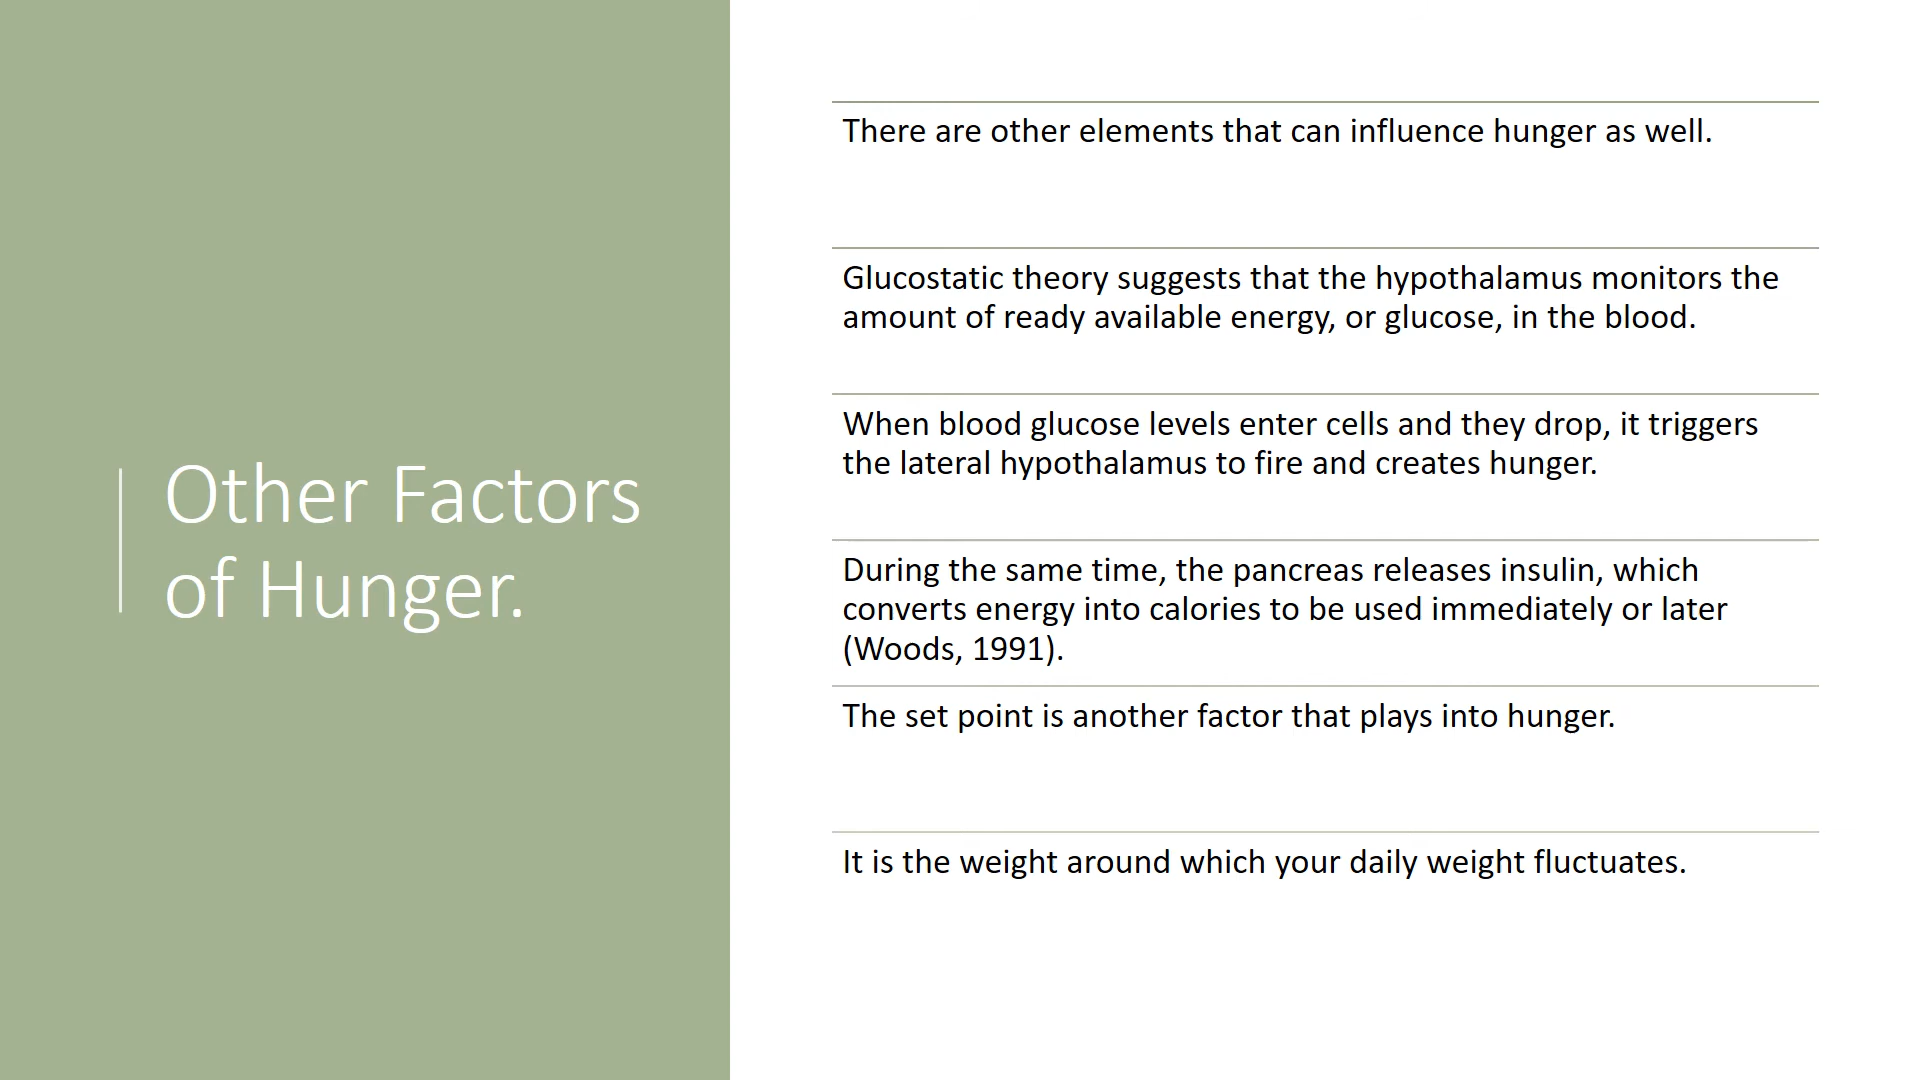 Other Factors
of Hunger.
There are other elements that can influence hunger as well.
Glucostatic theory suggests that the hypothalamus monitors the
amount of ready available energy, or glucose, in the blood.
When blood glucose levels enter cells and they drop, it triggers
the lateral hypothalamus to fire and creates hunger.
During the same time, the pancreas releases insulin, which
converts energy into calories to be used immediately or later
(Woods, 1991).
The set point is another factor that plays into hunger.
It is the weight around which your daily weight fluctuates.